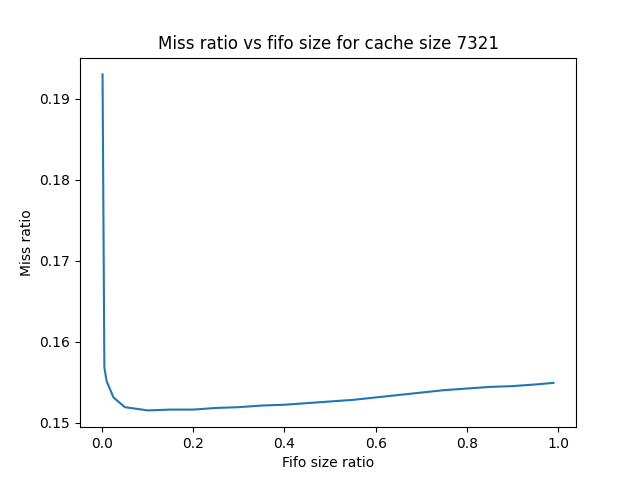 Miss ratio vs fifo size for cache size 7321
0.19
0.18
0.17
0.16
0.15
Miss ratio
0.0 0.2 0.4 0.6 0.8 1.0
Fifo size ratio